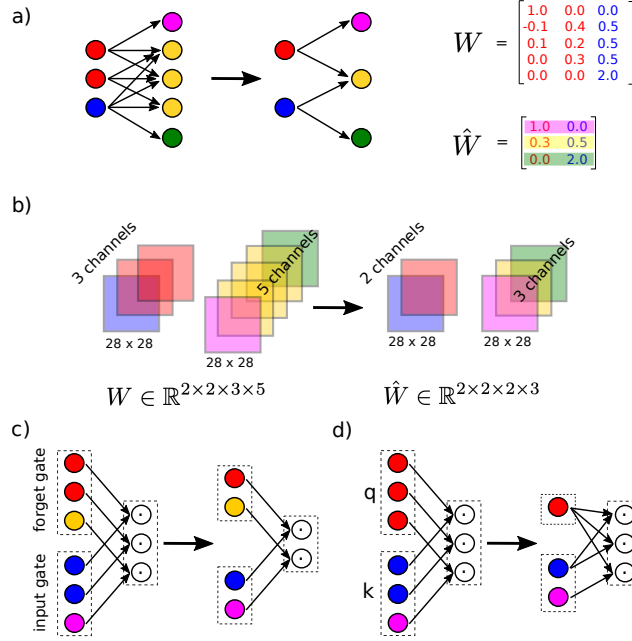 a)
W = 1.0 0.0 0.0
-0.1 0.4 0.5
0.1 0.2 0.5
0.0 0.3 0.5
0.0 0.0 2.0
Ŵ = 1.0 0.0
0.3 0.5
0.0 2.0
b)
3 channels
5 channels
2 channels
3 channels
28 x 28
28 x 28
28 x 28
28 x 28
W ∈ ℝ^{2×2×3×5}
Ŵ ∈ ℝ^{2×2×2×3}
c)
forget gate
input gate
d)
q
k